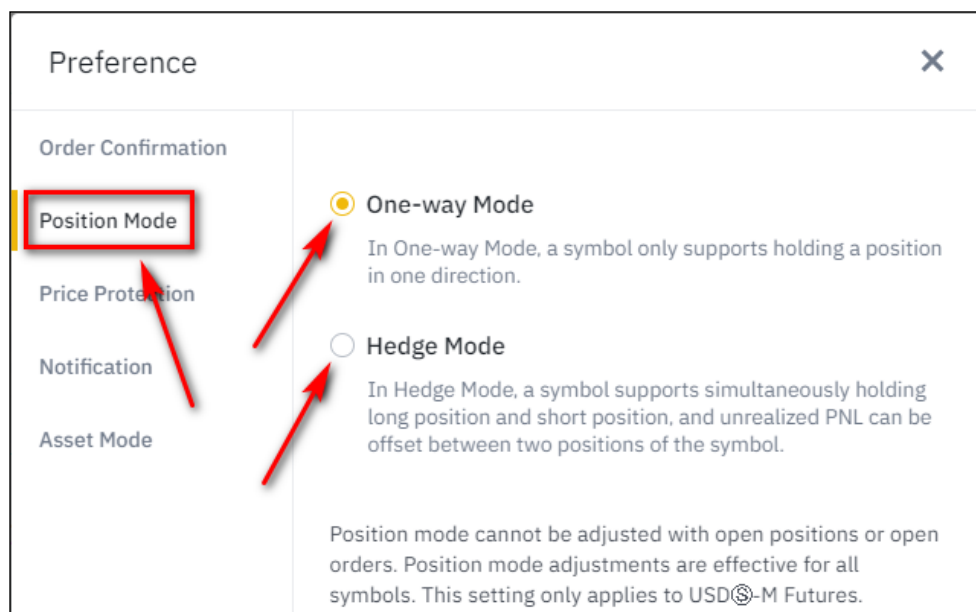 Preference
Order Confirmation
Position Mode
Price Protection
Notification
Asset Mode
One-way Mode
In One-way Mode, a symbol only supports holding a position
in one direction.
Hedge Mode
In Hedge Mode, a symbol supports simultaneously holding
long position and short position, and unrealized PNL can be
offset between two positions of the symbol.
Position mode cannot be adjusted with open positions or open
orders. Position mode adjustments are effective for all
symbols. This setting only applies to USDⓈ-M Futures.